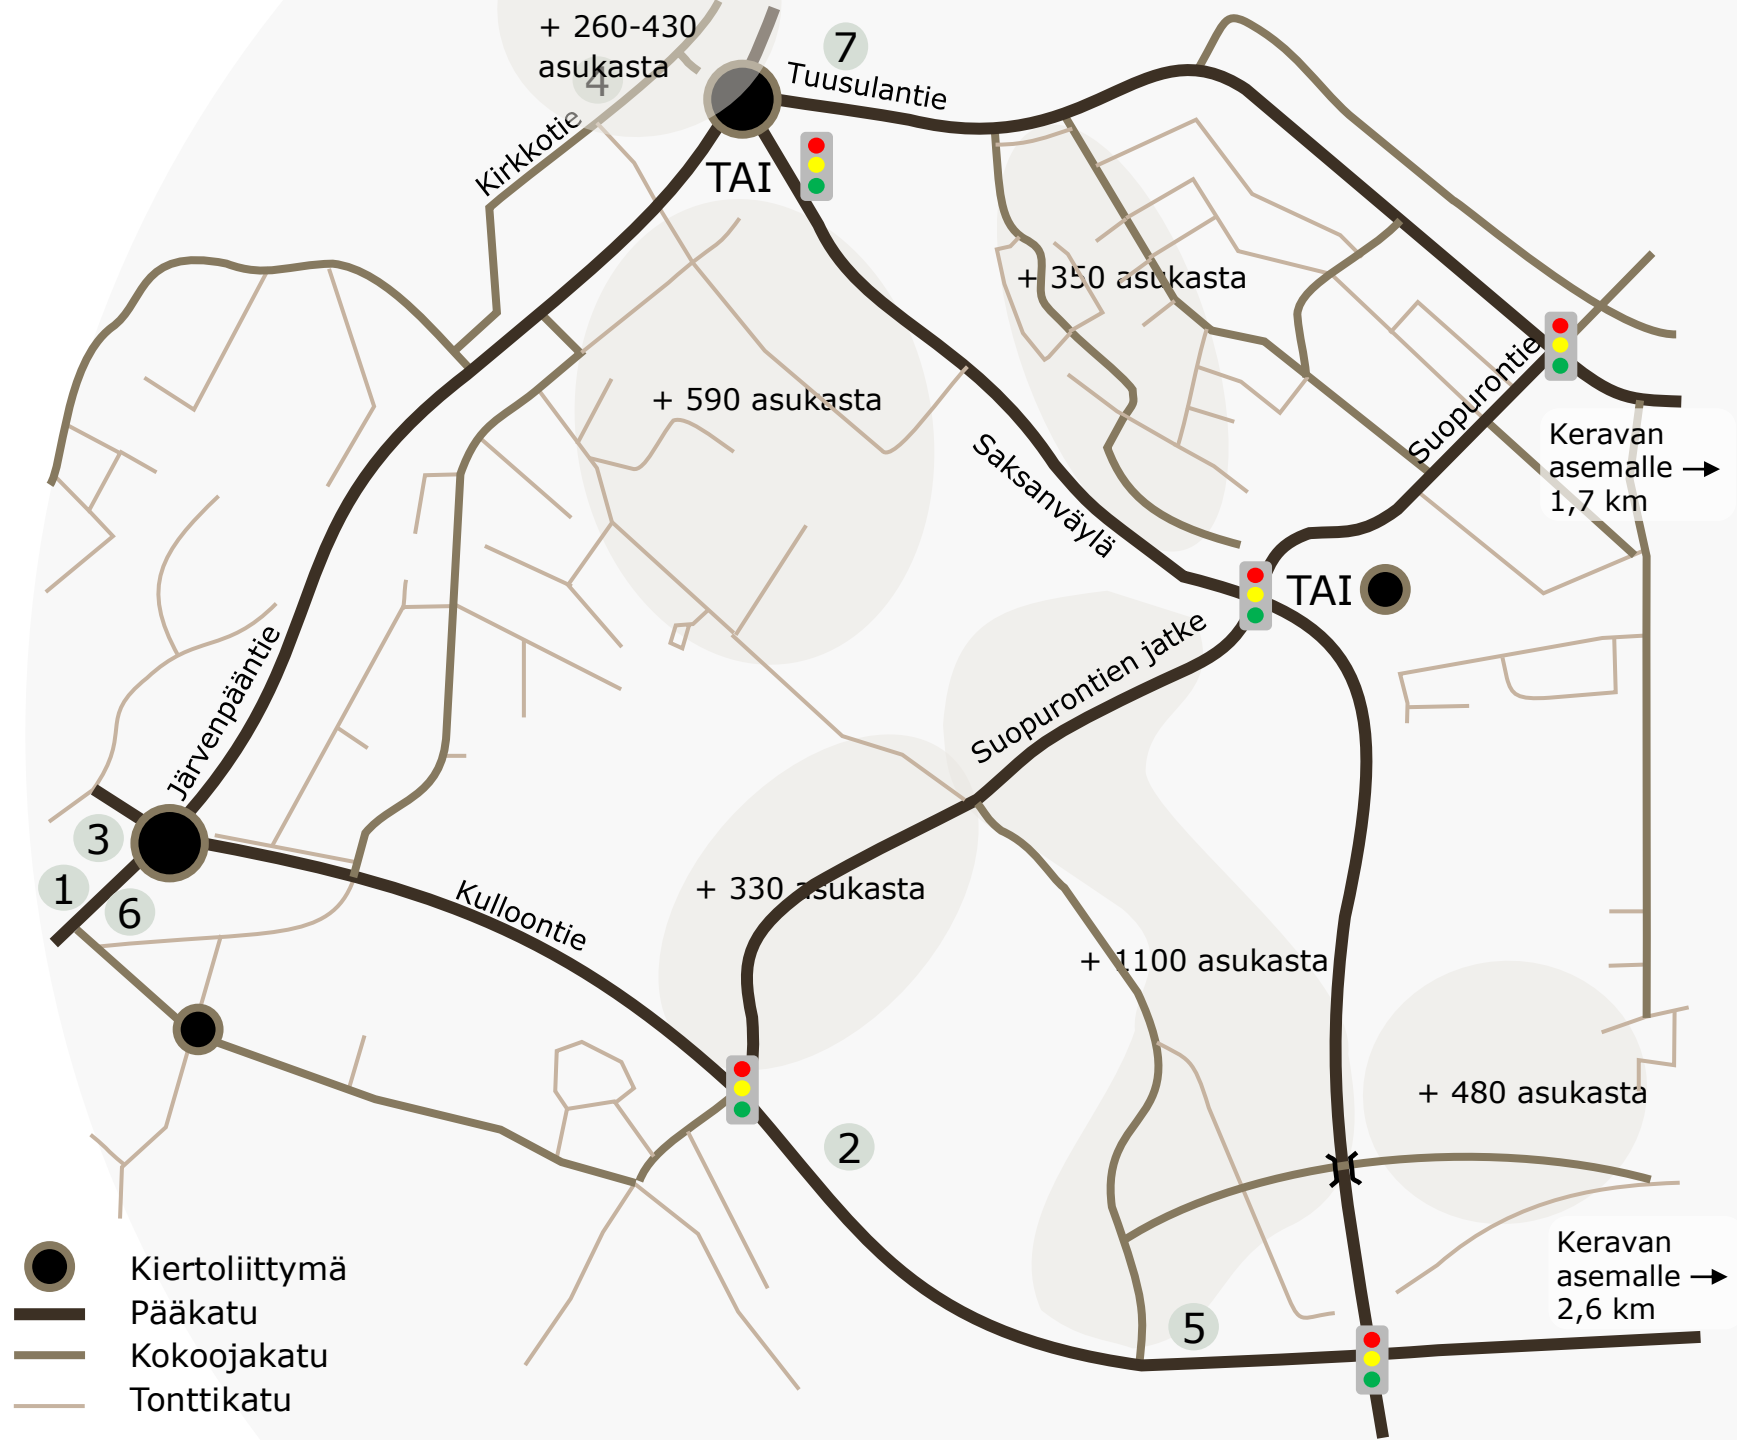 + 260-430
asukasta
4
7
Tuusulantie
Kirkkotie
TAI
+ 350 asukasta
+ 590 asukasta
Suopurontie
Saksanväylä
Keravan
asemalle →
1,7 km
TAI
Suopurontien jatke
Järvenpääntie
3
1
6
Kulloontie
+ 330 asukasta
+ 1100 asukasta
+ 480 asukasta
2
5
Keravan
asemalle →
2,6 km
Kiertoliittymä
Pääkatu
Kokoojakatu
Tonttikatu